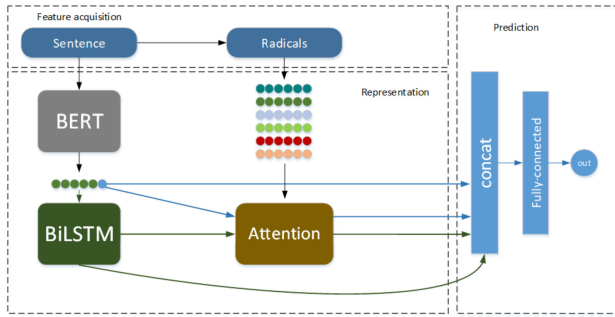 Feature acquisition
Sentence
Radicals
Prediction
Representation
BERT
BiLSTM
Attention
concat
Fully-connected
out